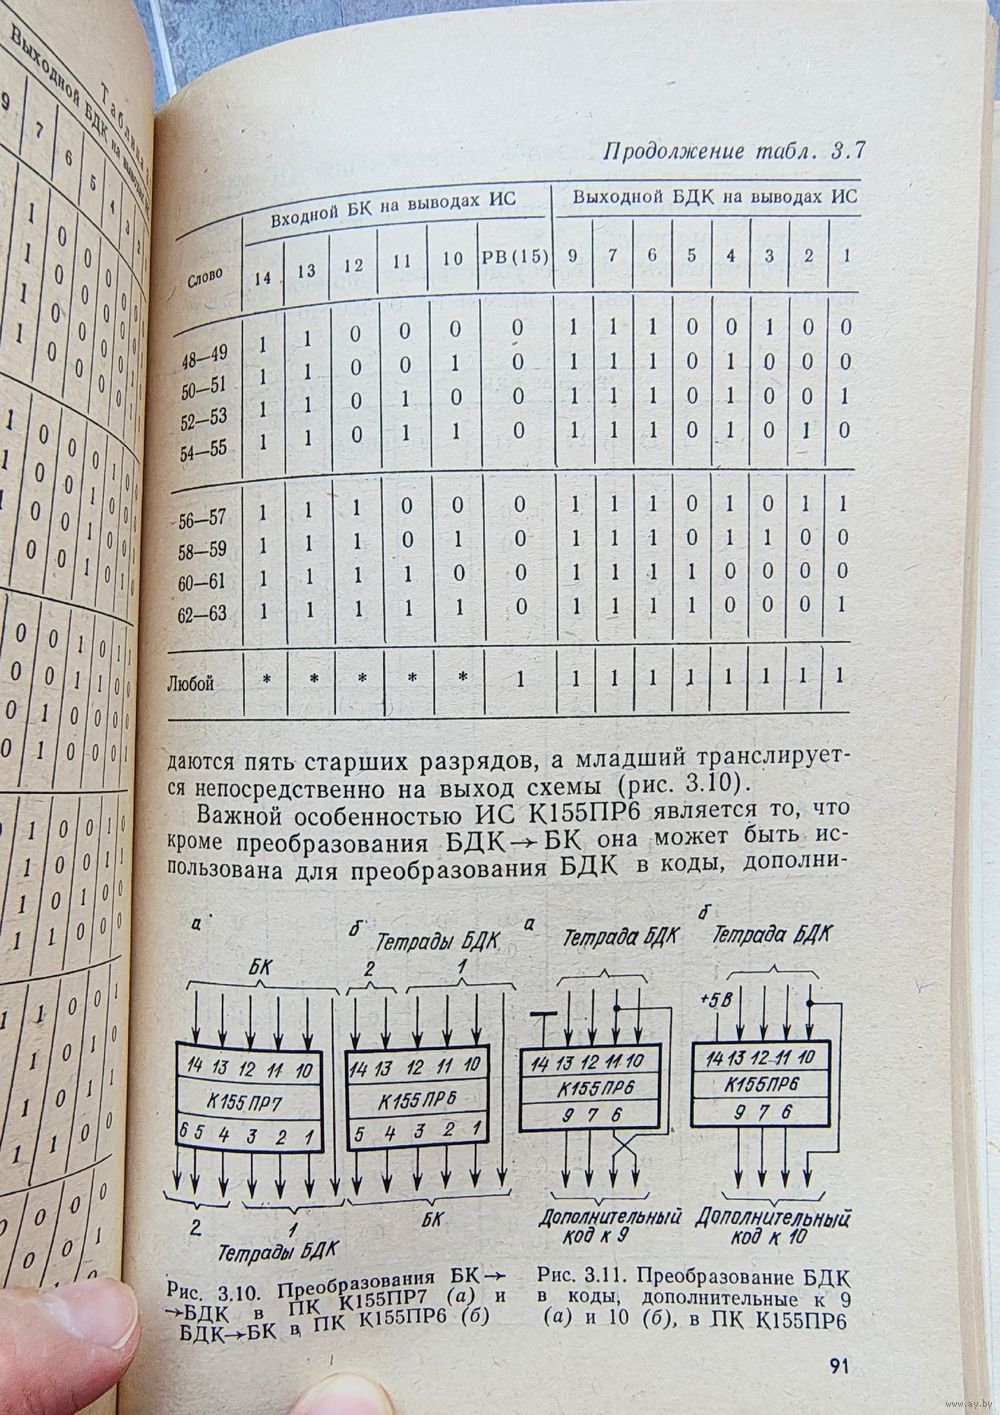 Таблица
Выходной БДК на выводах
9 7 6 5 4 3 2
Продолжение табл. 3.7
Слово Входной БК на выводах ИС Выходной БДК на выводах ИС
14 13 12 11 10 РВ(15) 9 7 6 5 4 3 2 1
48—49 1 1 0 0 0 0 1 1 1 0 0 1 0 0
50—51 1 1 0 0 1 0 1 1 1 0 1 0 0 0
52—53 1 1 0 1 0 0 1 1 1 0 1 0 0 1
54—55 1 1 0 1 1 0 1 1 1 0 1 0 1 0
56—57 1 1 1 0 0 0 1 1 1 0 1 0 1 1
58—59 1 1 1 0 1 0 1 1 1 0 1 1 0 0
60—61 1 1 1 1 0 0 1 1 1 1 0 0 0 0
62—63 1 1 1 1 1 0 1 1 1 1 0 0 0 1
Любой * * * * * 1 1 1 1 1 1 1 1 1
даются пять старших разрядов, а младший транслирует-
ся непосредственно на выход схемы (рис. 3.10).
Важной особенностью ИС К155ПР6 является то, что
кроме преобразования БДК→БК она может быть ис-
пользована для преобразования БДК в коды, дополни-
а
БК
14 13 12 11 10
К155ПР7
6 5 4 3 2 1
2 1
Тетрады БДК
б
Тетрады БДК
2 1
14 13 12 11 10
К155ПР6
5 4 3 2 1
БК
Рис. 3.10. Преобразования БК→
→БДК в ПК К155ПР7 (а) и
БДК→БК в ПК К155ПР6 (б)
а
Тетрада БДК
14 13 12 11 10
К155ПР6
9 7 6
Дополнительный
код к 9
б
Тетрада БДК
+5В
14 13 12 11 10
К155ПР6
9 7 6
Дополнительный
код к 10
Рис. 3.11. Преобразование БДК
в коды, дополнительные к 9
(а) и 10 (б), в ПК К155ПР6
91
www.ay.by